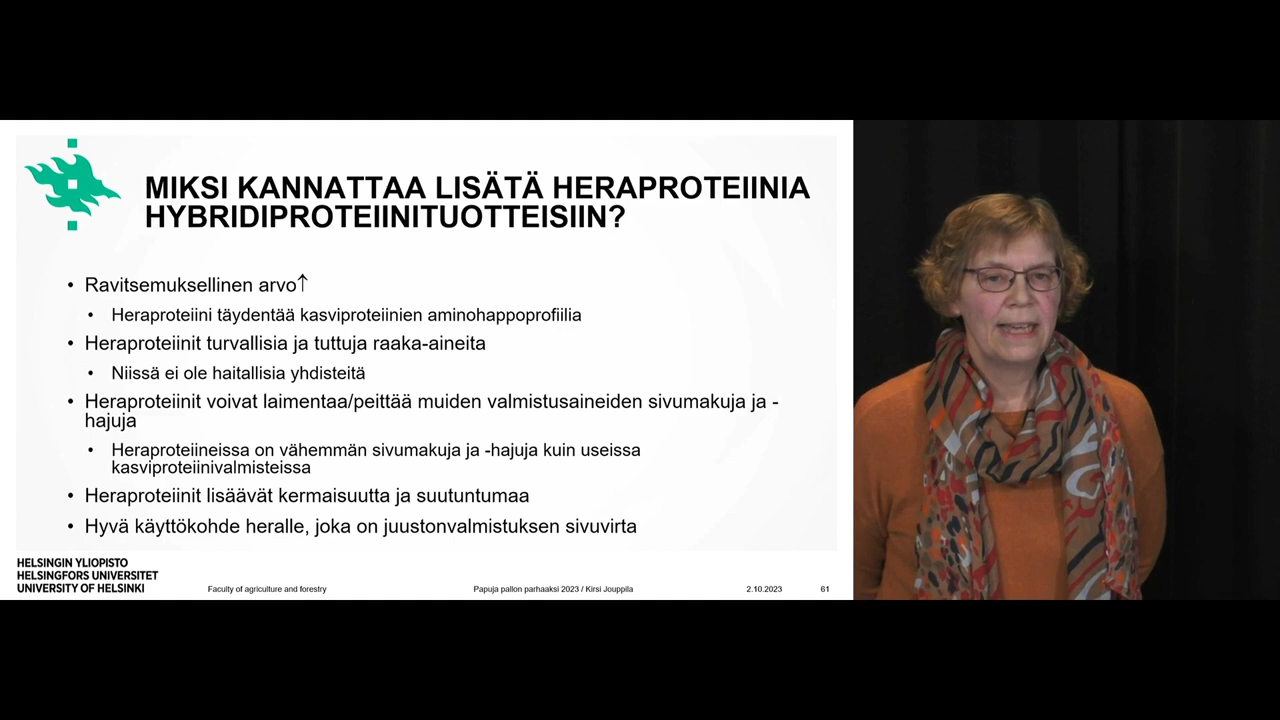 MIKSI KANNATTAA LISÄTÄ HERAPROTEIINIA
HYBRIDIPROTEIINITUOTTEISIIN?
• Ravitsemuksellinen arvo↑
• Heraproteiini täydentää kasviproteiinien aminohappoprofiilia
• Heraproteiinit turvallisia ja tuttuja raaka-aineita
• Niissä ei ole haitallisia yhdisteitä
• Heraproteiinit voivat laimentaa/peittää muiden valmistusaineiden sivumakuja ja -
hajuja
• Heraproteiineissa on vähemmän sivumakuja ja -hajuja kuin useissa
kasviproteiinivalmisteissa
• Heraproteiinit lisäävät kermaisuutta ja suutuntumaa
• Hyvä käyttökohde heralle, joka on juustonvalmistuksen sivuvirta
HELSINGIN YLIOPISTO
HELSINGFORS UNIVERSITET
UNIVERSITY OF HELSINKI
Faculty of agriculture and forestry
Papuja pallon parhaaksi 2023 / Kirsi Jouppila
2.10.2023
61